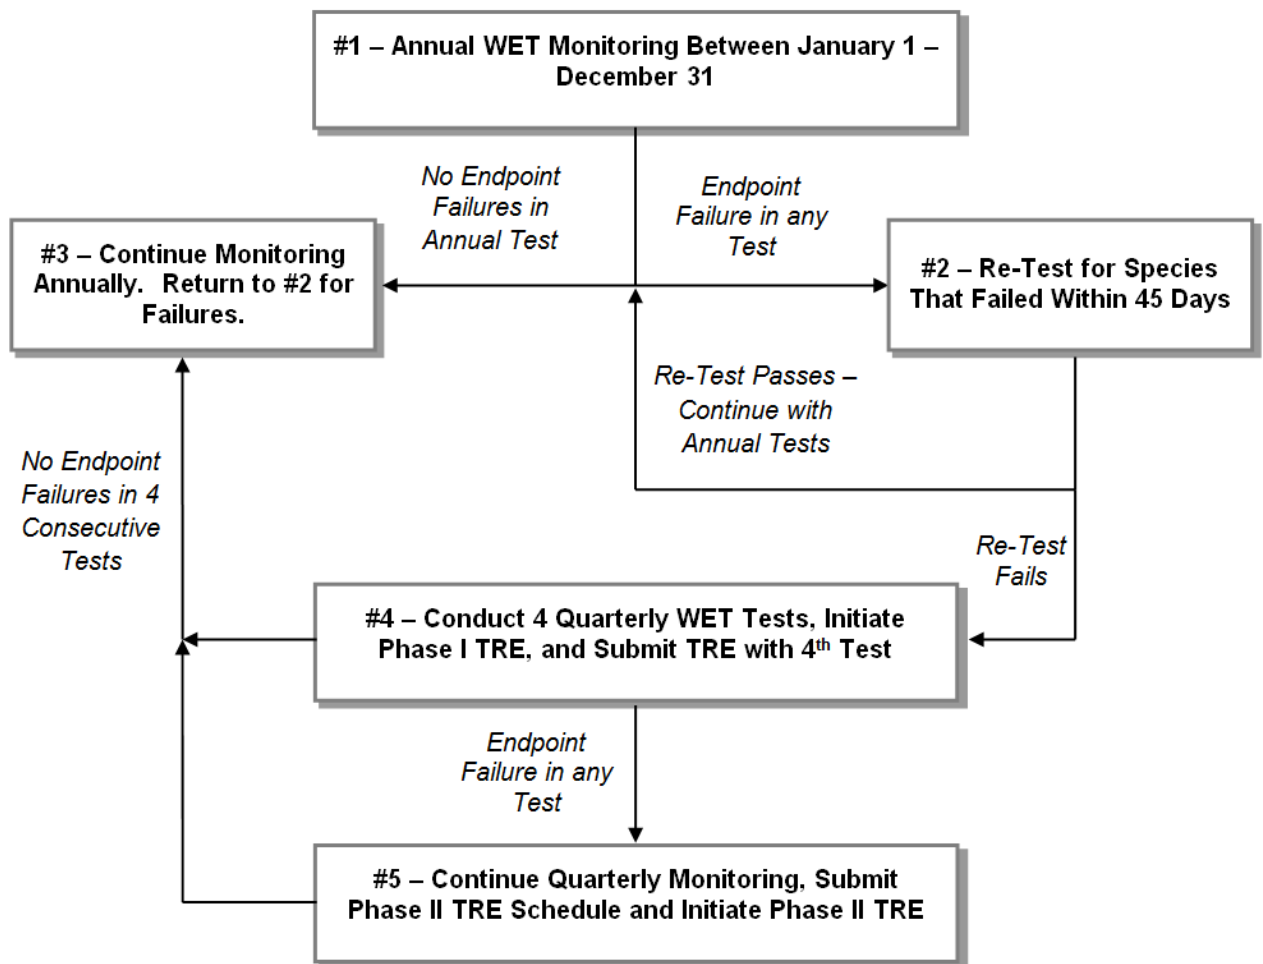 #1 – Annual WET Monitoring Between January 1 –
December 31
No Endpoint
Failures in
Annual Test
Endpoint
Failure in any
Test
#3 – Continue Monitoring
Annually.  Return to #2 for
Failures.
#2 – Re-Test for Species
That Failed Within 45 Days
Re-Test Passes –
Continue with
Annual Tests
No Endpoint
Failures in 4
Consecutive
Tests
Re-Test
Fails
#4 – Conduct 4 Quarterly WET Tests, Initiate
Phase I TRE, and Submit TRE with 4th Test
Endpoint
Failure in any
Test
#5 – Continue Quarterly Monitoring, Submit
Phase II TRE Schedule and Initiate Phase II TRE